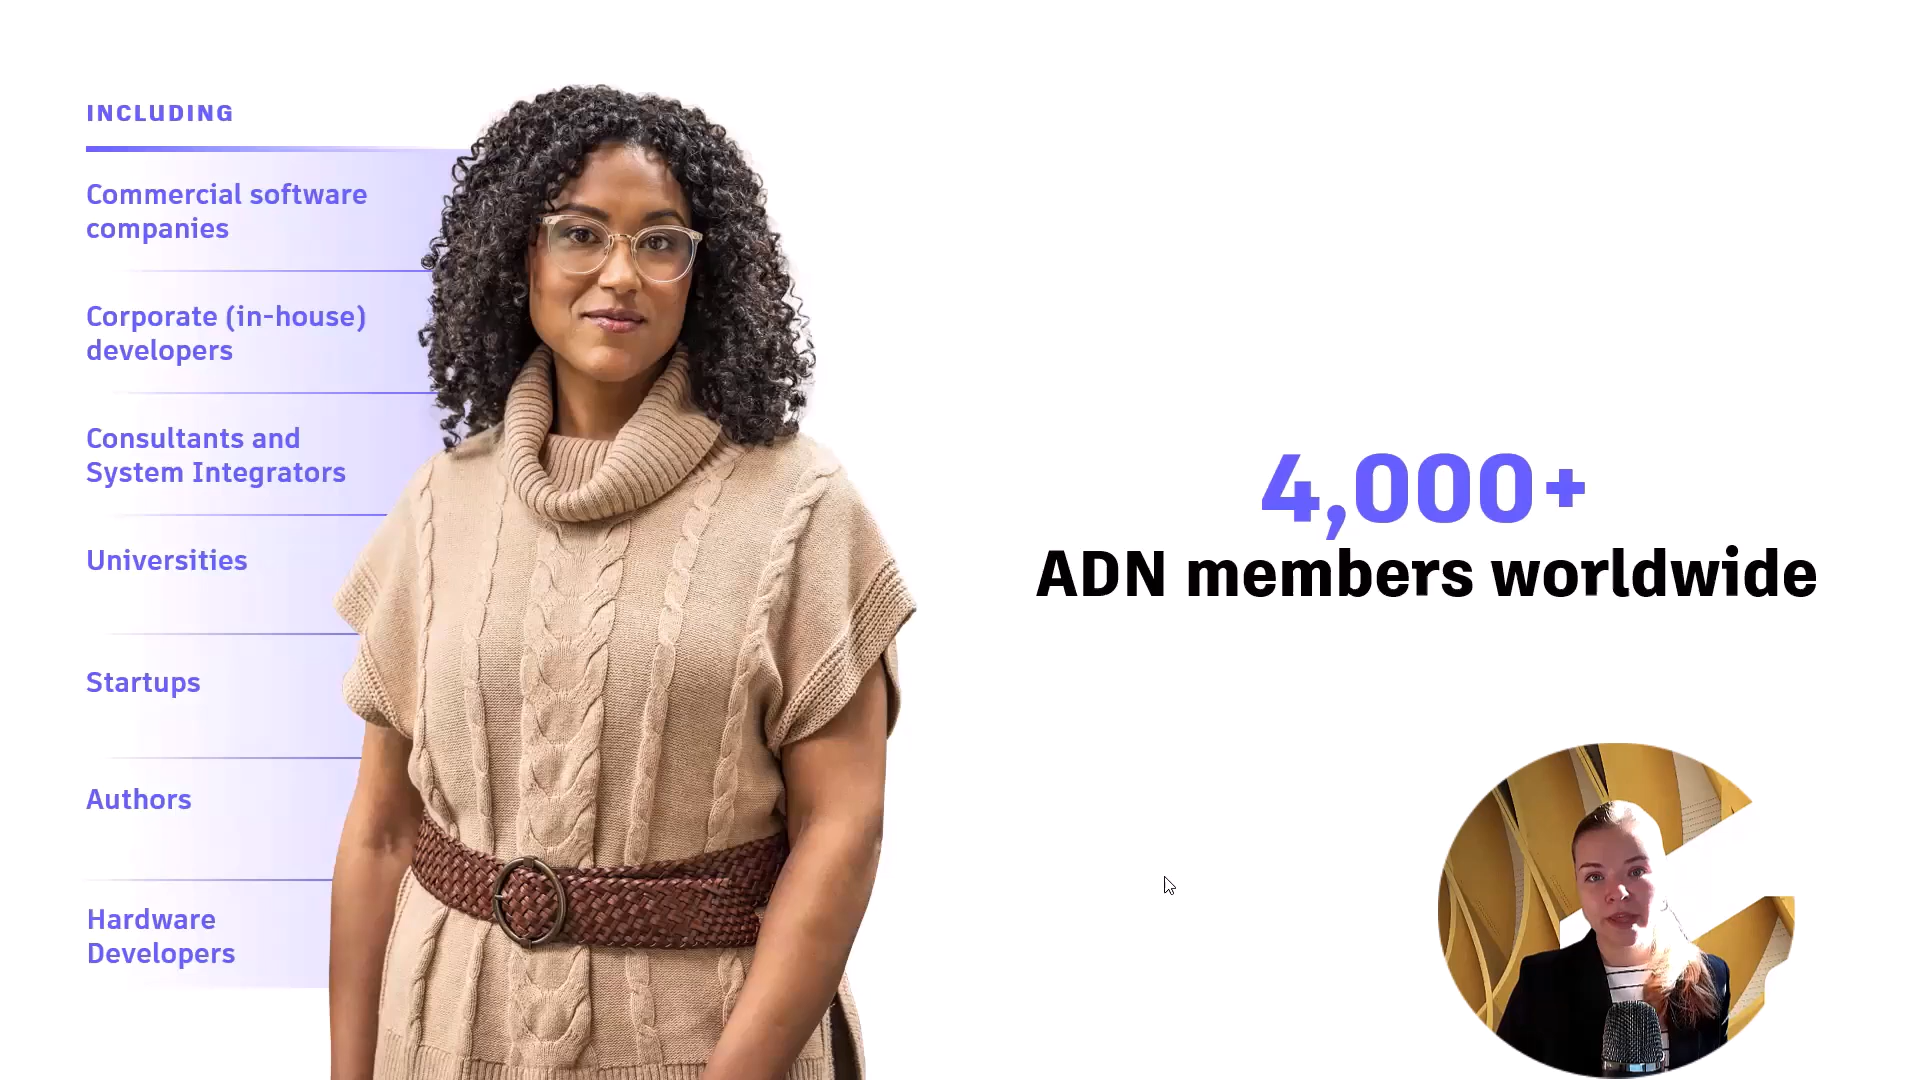 INCLUDING
Commercial software
companies
Corporate (in-house)
developers
Consultants and
System Integrators
Universities
Startups
Authors
Hardware
Developers
4,000+
ADN members worldwide